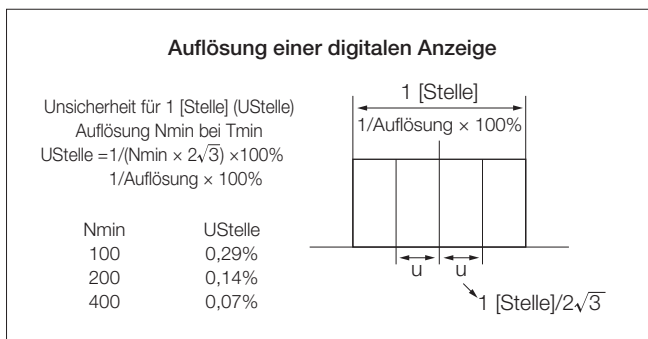 Auflösung einer digitalen Anzeige
Unsicherheit für 1 [Stelle] (UStelle)
Auflösung Nmin bei Tmin
UStelle =1/(Nmin × 2√3) ×100%
1/Auflösung × 100%
Nmin UStelle
100 0,29%
200 0,14%
400 0,07%
1 [Stelle]
1/Auflösung × 100%
u u
1 [Stelle]/2√3